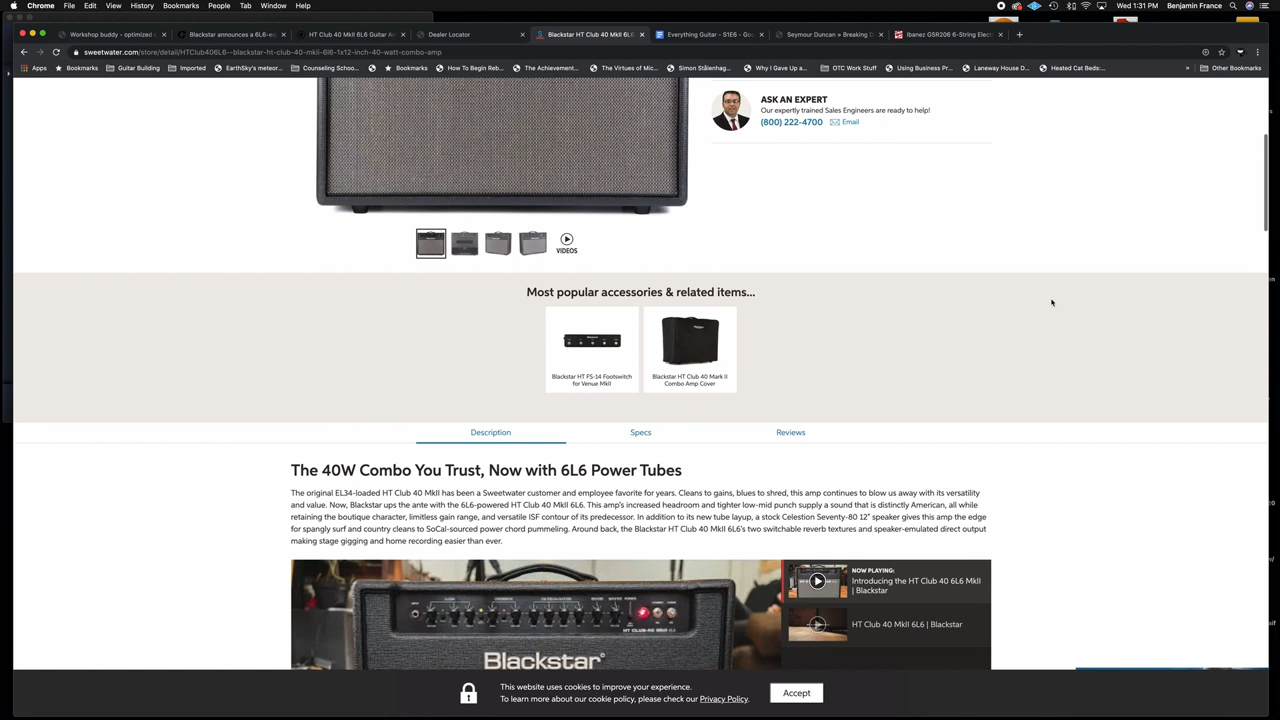 Chrome File Edit View History Bookmarks People Tab Window Help Wed 1:31 PM Benjamin France
Workshop buddy - optimized Blackstar announces a 6L6-eq HT Club 40 MkII 6L6 Guitar Am Dealer Locator Blackstar HT Club 40 MkII 6L6 Everything Guitar - S1E6 - Goo Seymour Duncan » Breaking D Ibanez GSR206 6-String Elect
sweetwater.com/store/detail/HTClub406L6--blackstar-ht-club-40-mkii-6l6-1x12-inch-40-watt-combo-amp
Apps Bookmarks Guitar Building Imported EarthSky's meteor... Counseling Schoo... Bookmarks How To Begin Reb... The Achievement... The Virtues of Mic... Simon Stålenhag... Why I Gave Up a... OTC Work Stuff Using Business Pr... Laneway House D... Heated Cat Beds:... » Other Bookmarks
ASK AN EXPERT
Our expertly trained Sales Engineers are ready to help!
(800) 222-4700 Email
VIDEOS
Most popular accessories & related items...
Blackstar HT FS-14 Footswitch
for Venue MkII
Blackstar HT Club 40 Mark II
Combo Amp Cover
Description Specs Reviews
The 40W Combo You Trust, Now with 6L6 Power Tubes
The original EL34-loaded HT Club 40 MkII has been a Sweetwater customer and employee favorite for years. Cleans to gains, blues to shred, this amp continues to blow us away with its versatility
and value. Now, Blackstar ups the ante with the 6L6-powered HT Club 40 MkII 6L6. This amp's increased headroom and tighter low-mid punch supply a sound that is distinctly American, all while
retaining the boutique character, limitless gain range, and versatile ISF contour of its predecessor. In addition to its new tube layup, a stock Celestion Seventy-80 12" speaker gives this amp the edge
for spangly surf and country cleans to SoCal-sourced power chord pummeling. Around back, the Blackstar HT Club 40 MkII 6L6's two switchable reverb textures and speaker-emulated direct output
making stage gigging and home recording easier than ever.
NOW PLAYING:
Introducing the HT Club 40 6L6 MkII
| Blackstar
HT Club 40 MkII 6L6 | Blackstar
HT CLUB-40 MKII 6L6
Blackstar
This website uses cookies to improve your experience.
To learn more about our cookie policy, please check our Privacy Policy.
Accept